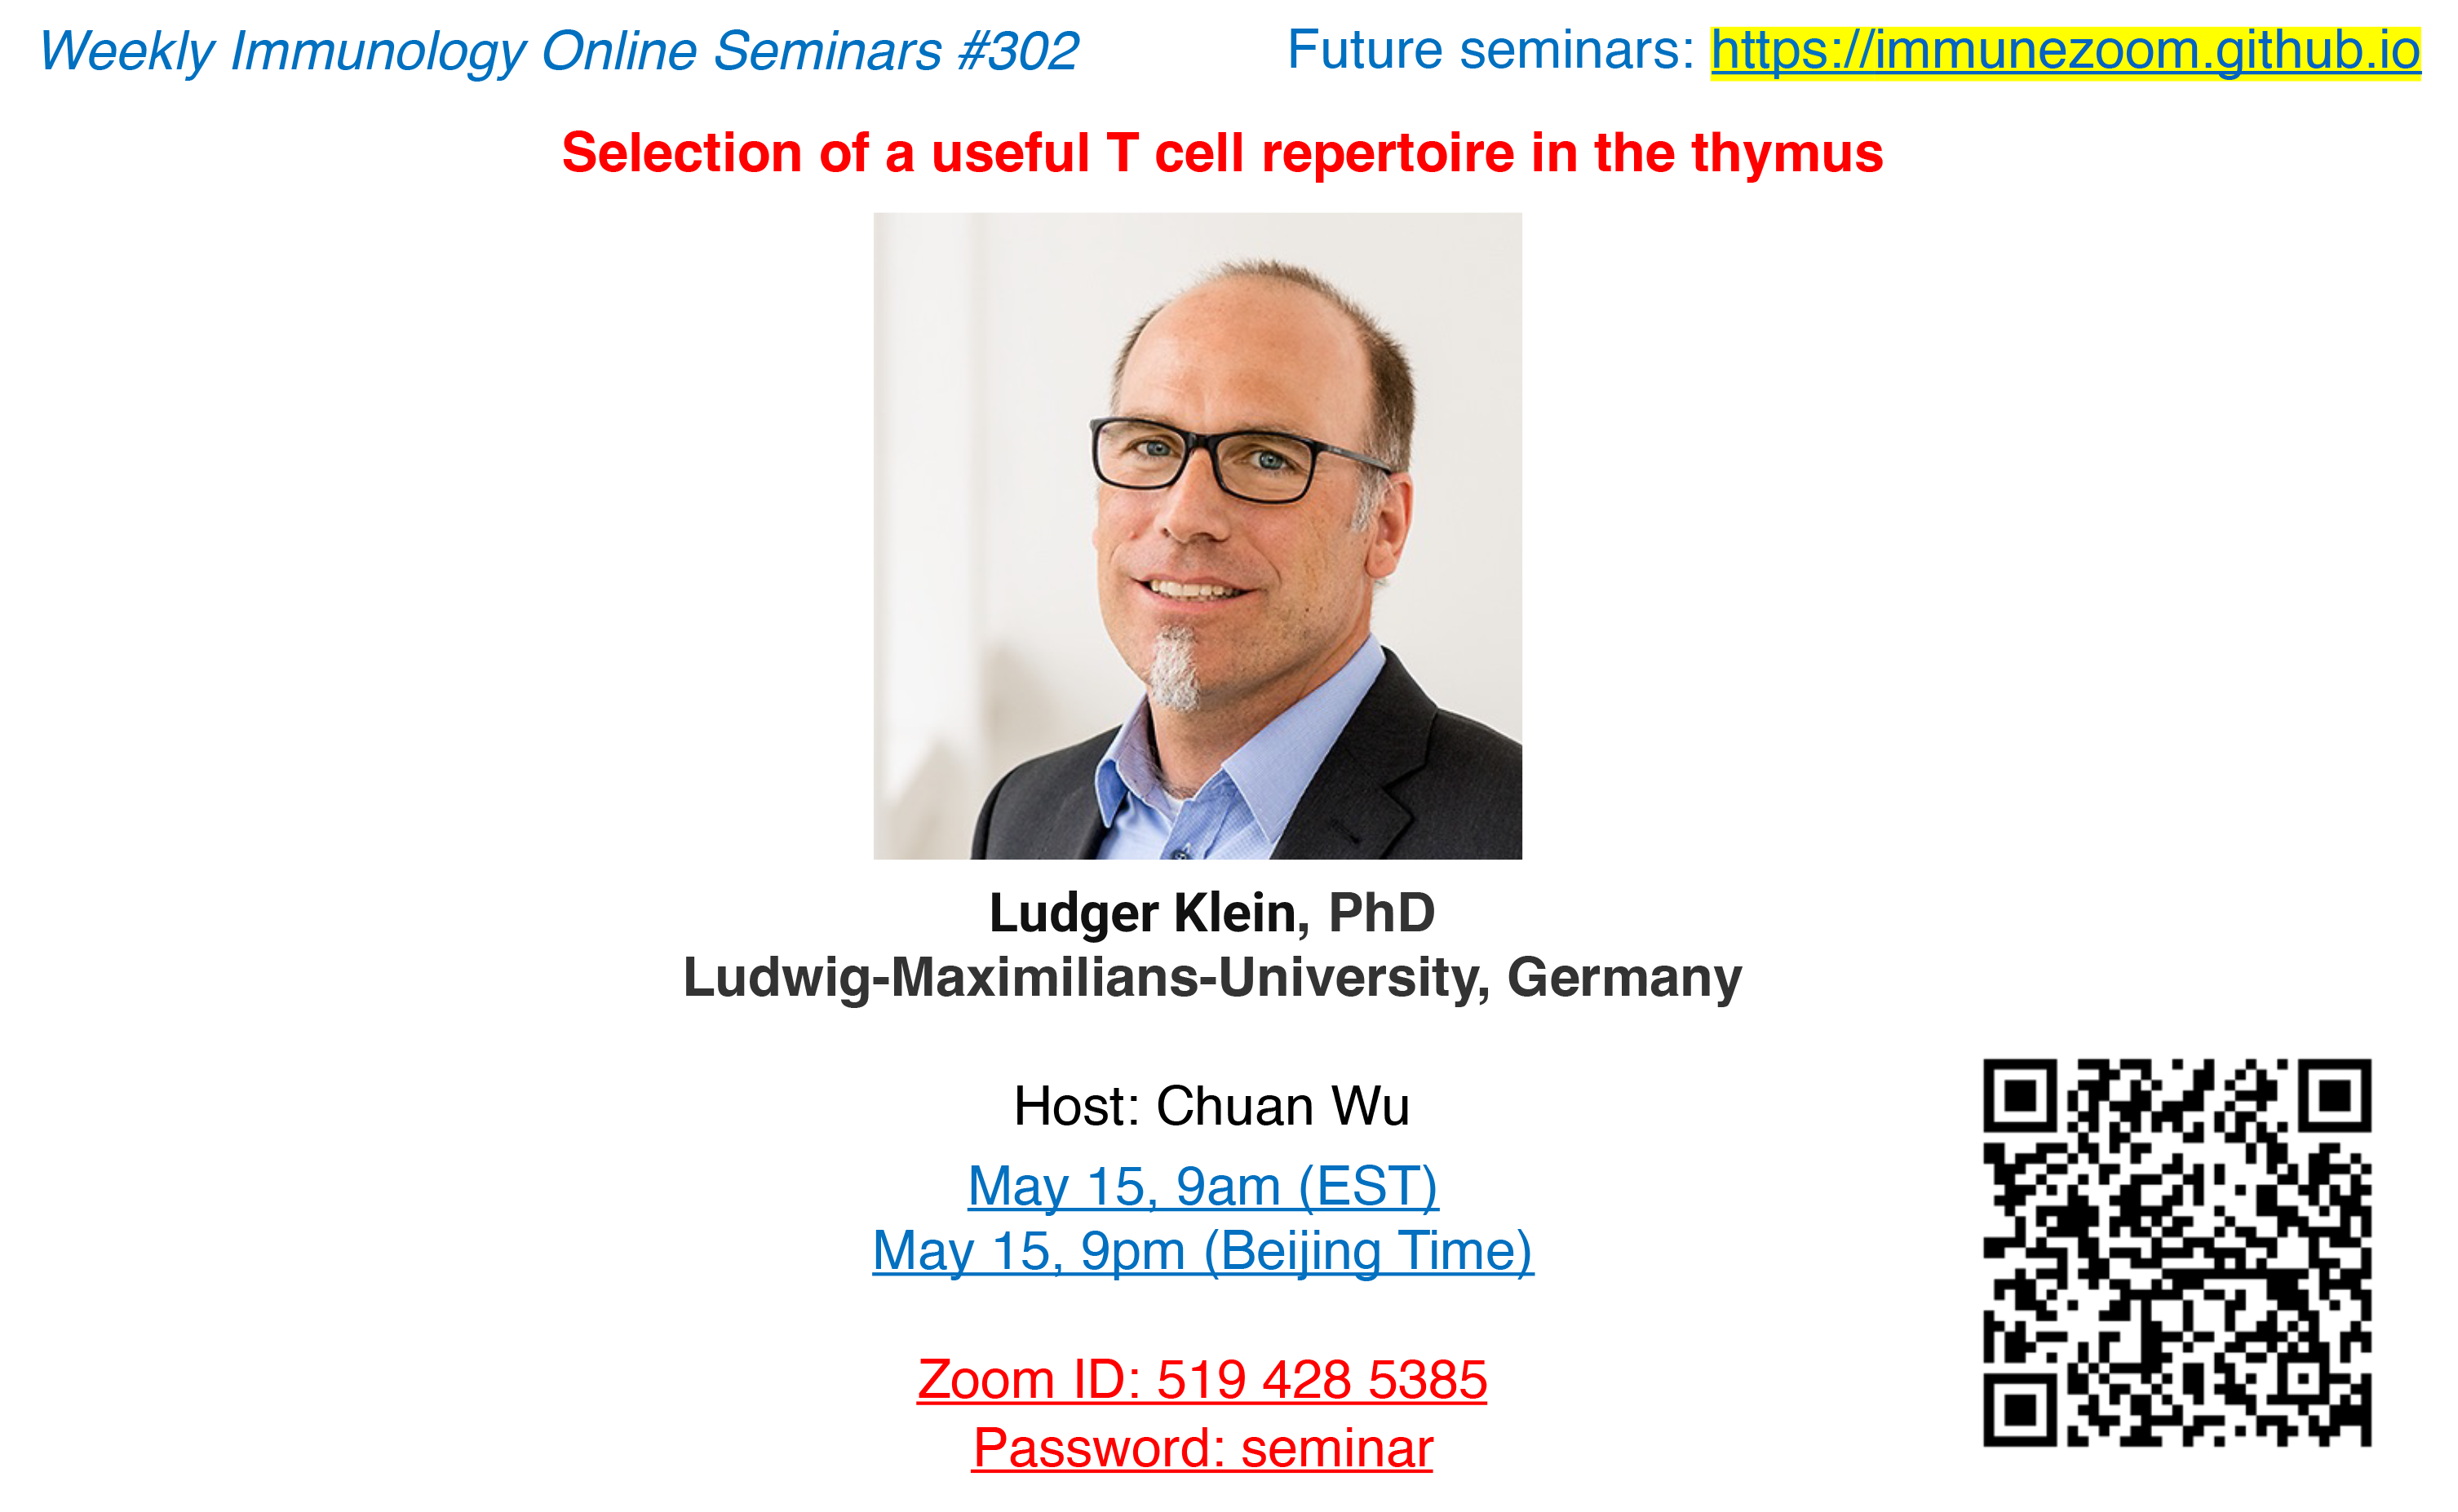 Weekly Immunology Online Seminars #302
Future seminars: https://immunezoom.github.io
Selection of a useful T cell repertoire in the thymus
Ludger Klein, PhD
Ludwig-Maximilians-University, Germany
Host: Chuan Wu
May 15, 9am (EST)
May 15, 9pm (Beijing Time)
Zoom ID: 519 428 5385
Password: seminar